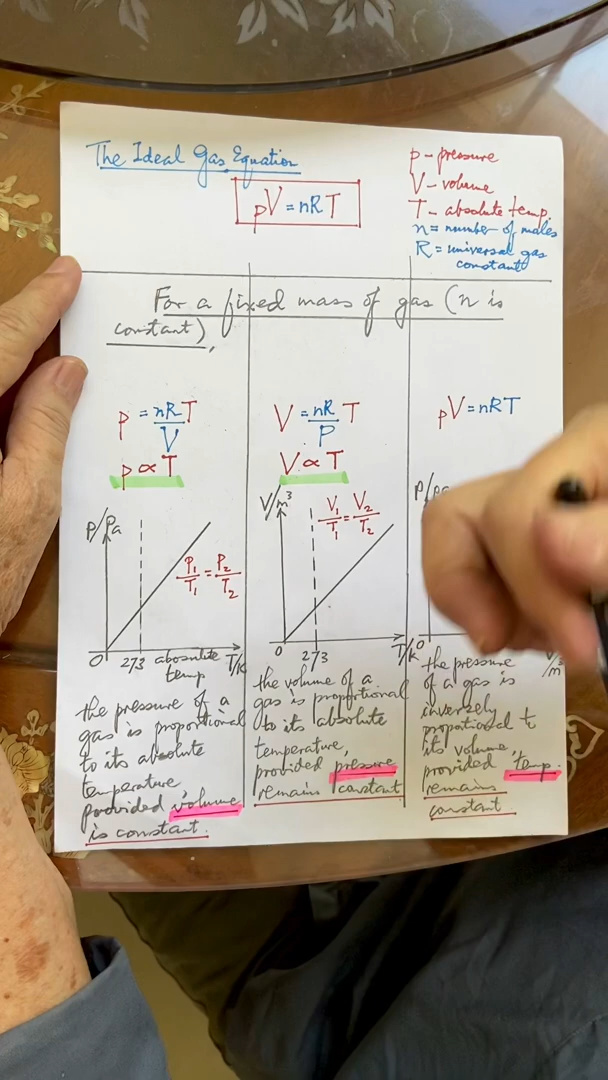 The Ideal Gas Equation
pV = nRT
p - pressure
V - volume
T - absolute temp.
n = number of moles
R = universal gas
constant
For a fixed mass of gas (n is
constant),
p = nR/V T
p ∝ T
P/Pa
P1/T1 = P2/T2
0
273
absolute
temp
T/K
the pressure of a
gas is proportional
to its absolute
temperature
provided volume
is constant.
V = nR/P T
V ∝ T
V/m³
V1/T1 = V2/T2
0
273
T/K
the volume of a
gas is proportional
to its absolute
temperature,
provided pressure
remains constant
pV = nRT
0
the pressure
of a gas is
inversely
propotional to
its volume,
provided temp.
remains
constant.